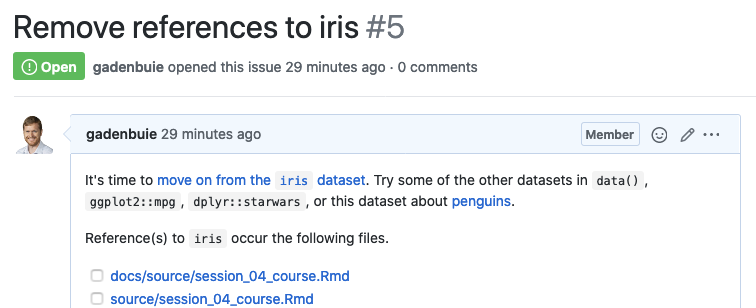 Remove references to iris #5
Open gadenbuie opened this issue 29 minutes ago · 0 comments
gadenbuie 29 minutes ago Member
It's time to move on from the iris dataset. Try some of the other datasets in data() ,
ggplot2::mpg , dplyr::starwars , or this dataset about penguins.
Reference(s) to iris occur the following files.
docs/source/session_04_course.Rmd
source/session_04_course.Rmd